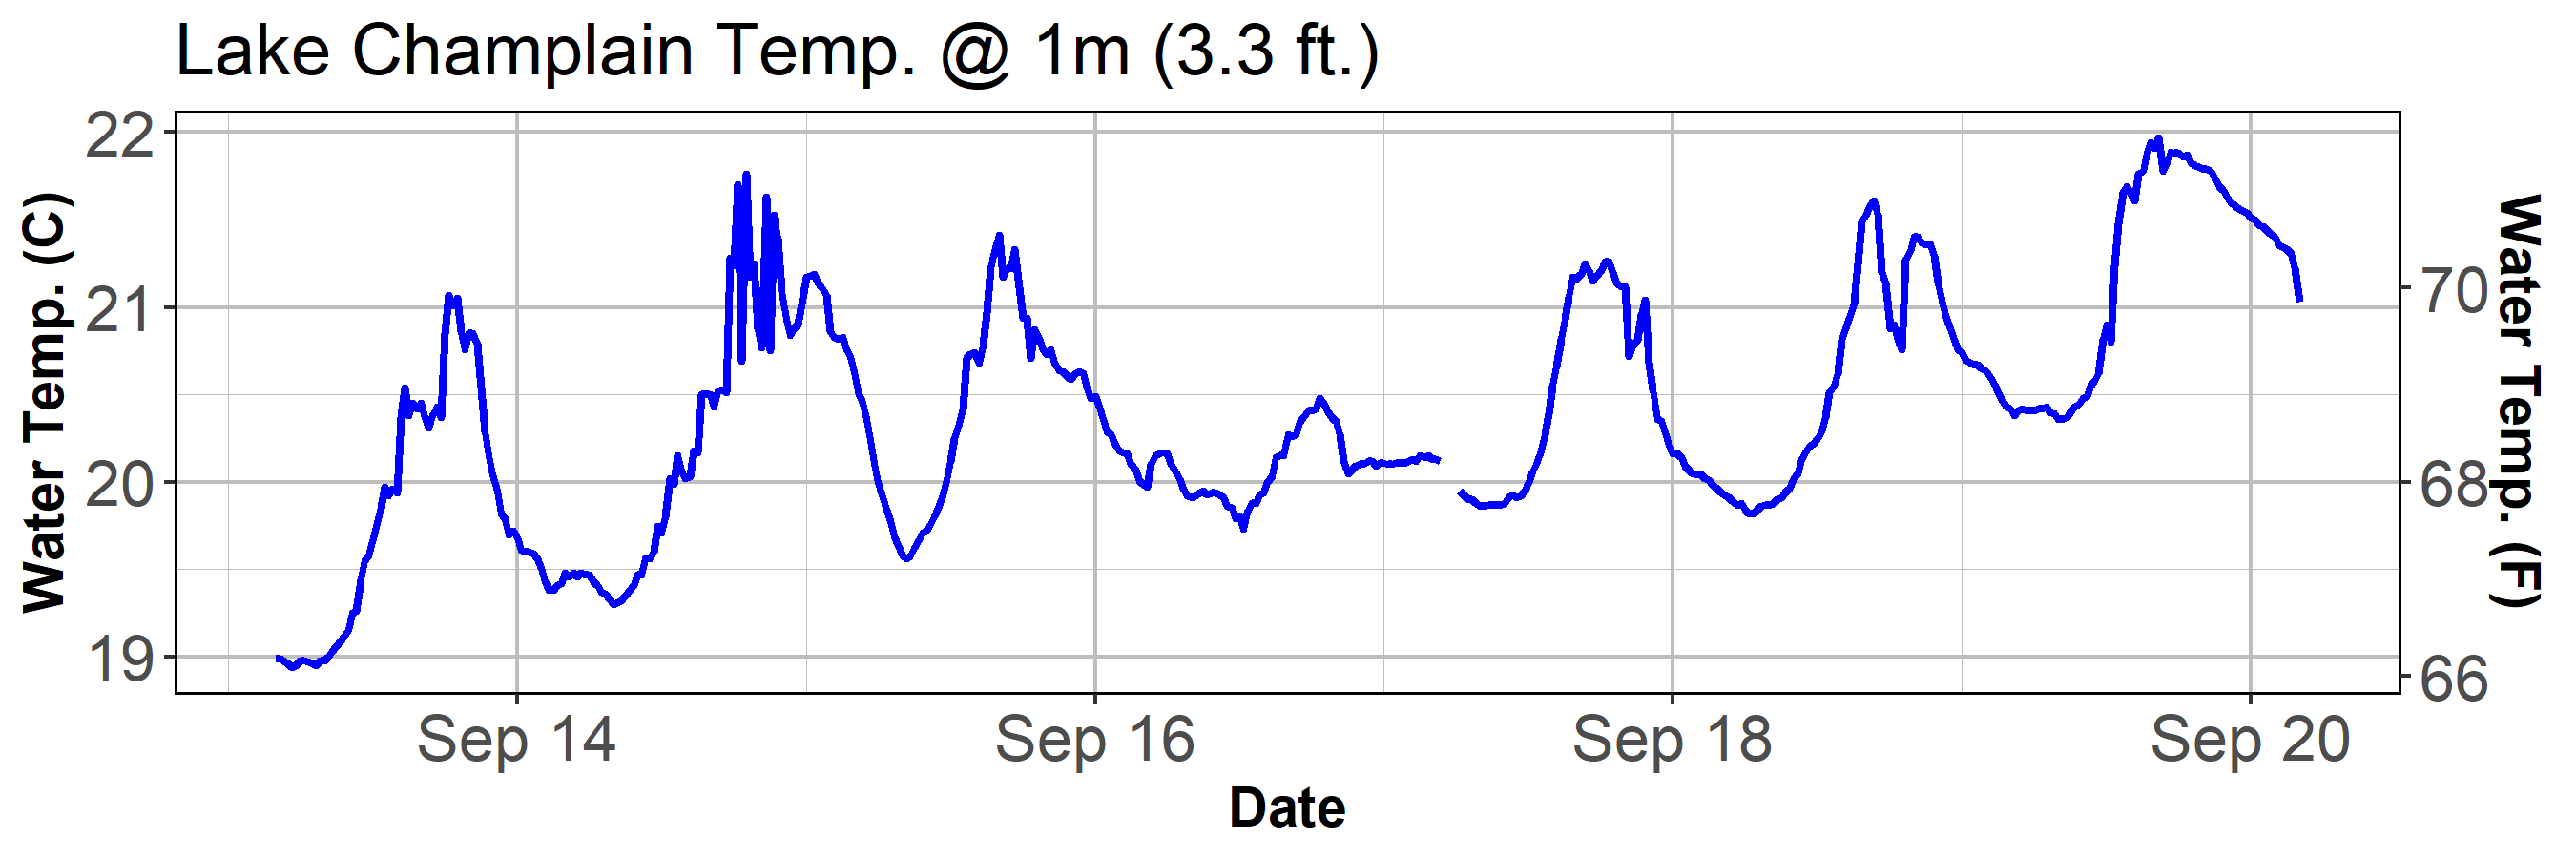 Lake Champlain Temp. @ 1m (3.3 ft.)
Water Temp. (C)
22
21
20
19
70
68
66
Water Temp. (F)
Sep 14
Sep 16
Sep 18
Sep 20
Date